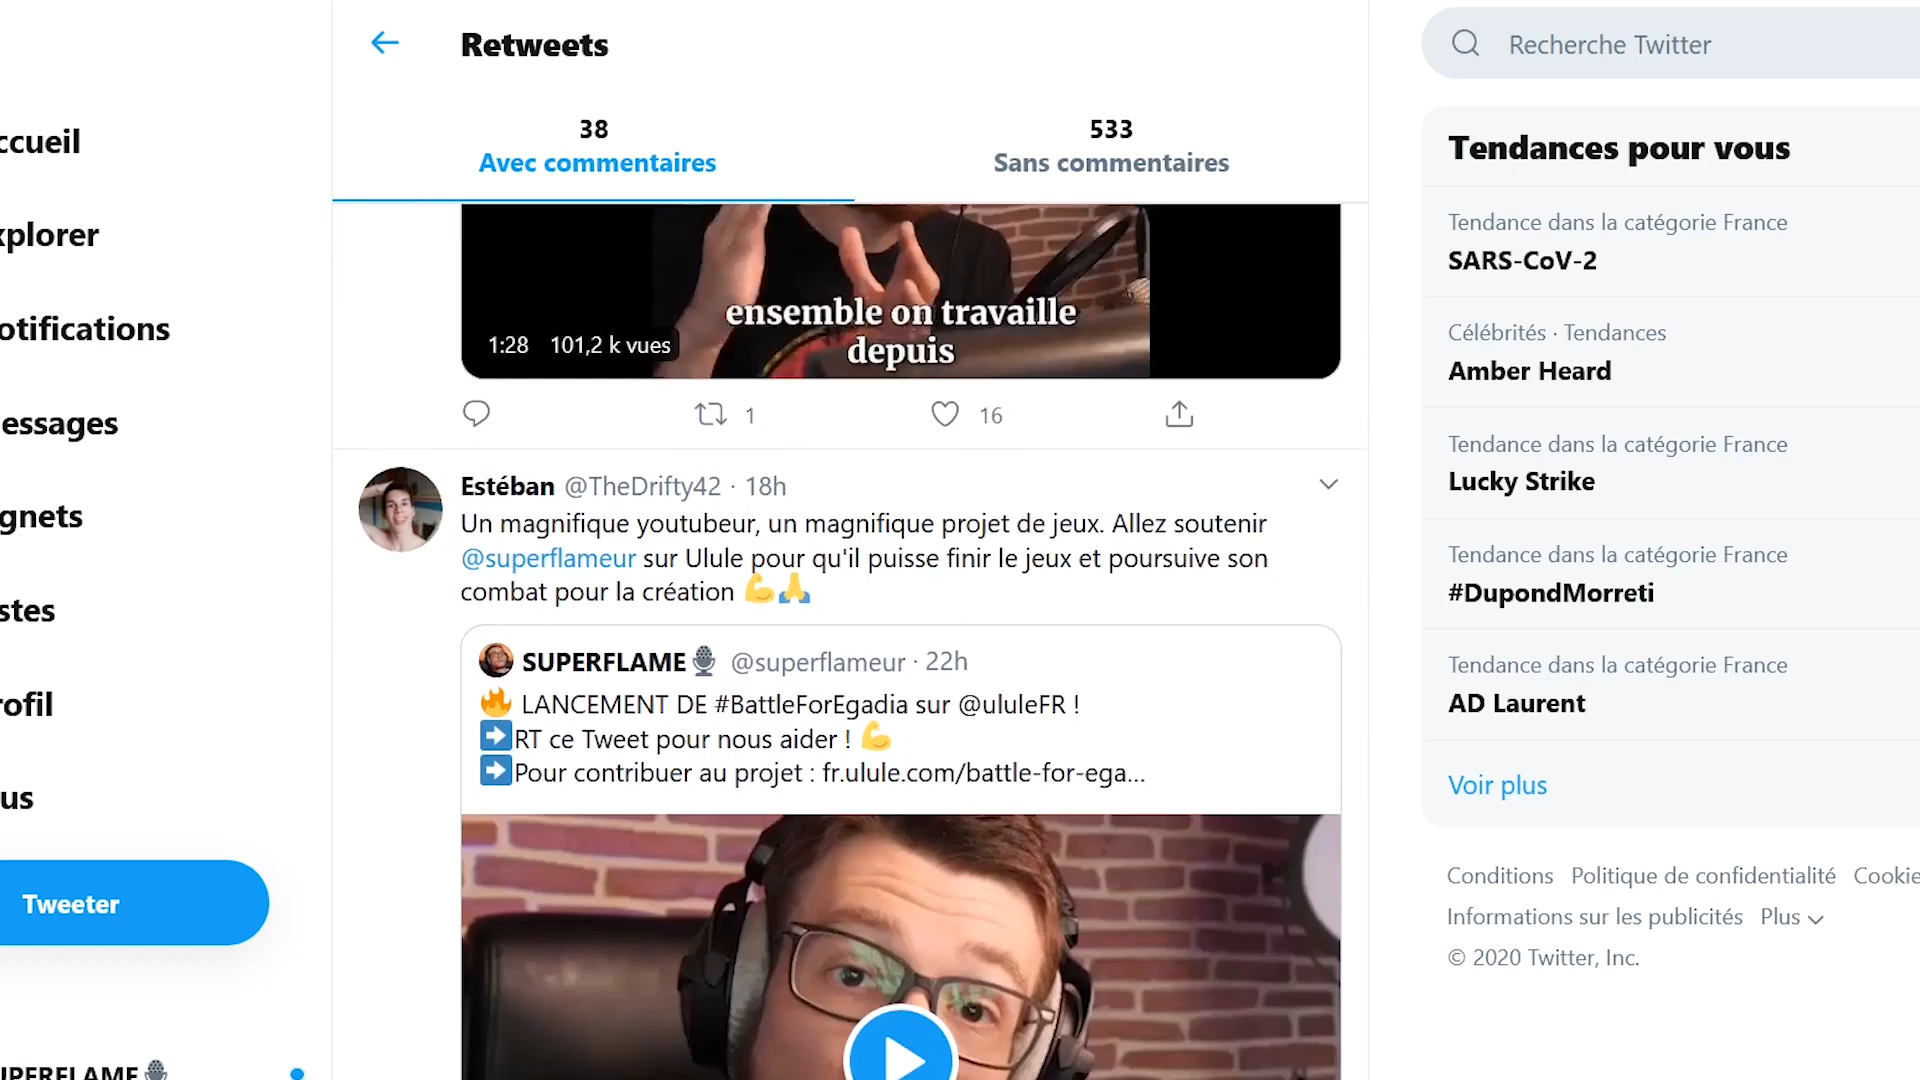 Retweets
38
Avec commentaires
533
Sans commentaires
ensemble on travaille
depuis
1:28 101,2 k vues
1
16
Estéban @TheDrifty42 · 18h
Un magnifique youtubeur, un magnifique projet de jeux. Allez soutenir
@superflameur sur Ulule pour qu'il puisse finir le jeux et poursuive son
combat pour la création 💪🙏
SUPERFLAME🎙️ @superflameur · 22h
🔥 LANCEMENT DE #BattleForEgadia sur @ululeFR !
➡️RT ce Tweet pour nous aider ! 💪
➡️Pour contribuer au projet : fr.ulule.com/battle-for-ega…
ccueil
xplorer
otifications
essages
gnets
stes
rofil
us
Tweeter
UPERFLAME🎙️
Recherche Twitter
Tendances pour vous
Tendance dans la catégorie France
SARS-CoV-2
Célébrités · Tendances
Amber Heard
Tendance dans la catégorie France
Lucky Strike
Tendance dans la catégorie France
#DupondMorreti
Tendance dans la catégorie France
AD Laurent
Voir plus
Conditions Politique de confidentialité Cookie
Informations sur les publicités Plus
© 2020 Twitter, Inc.